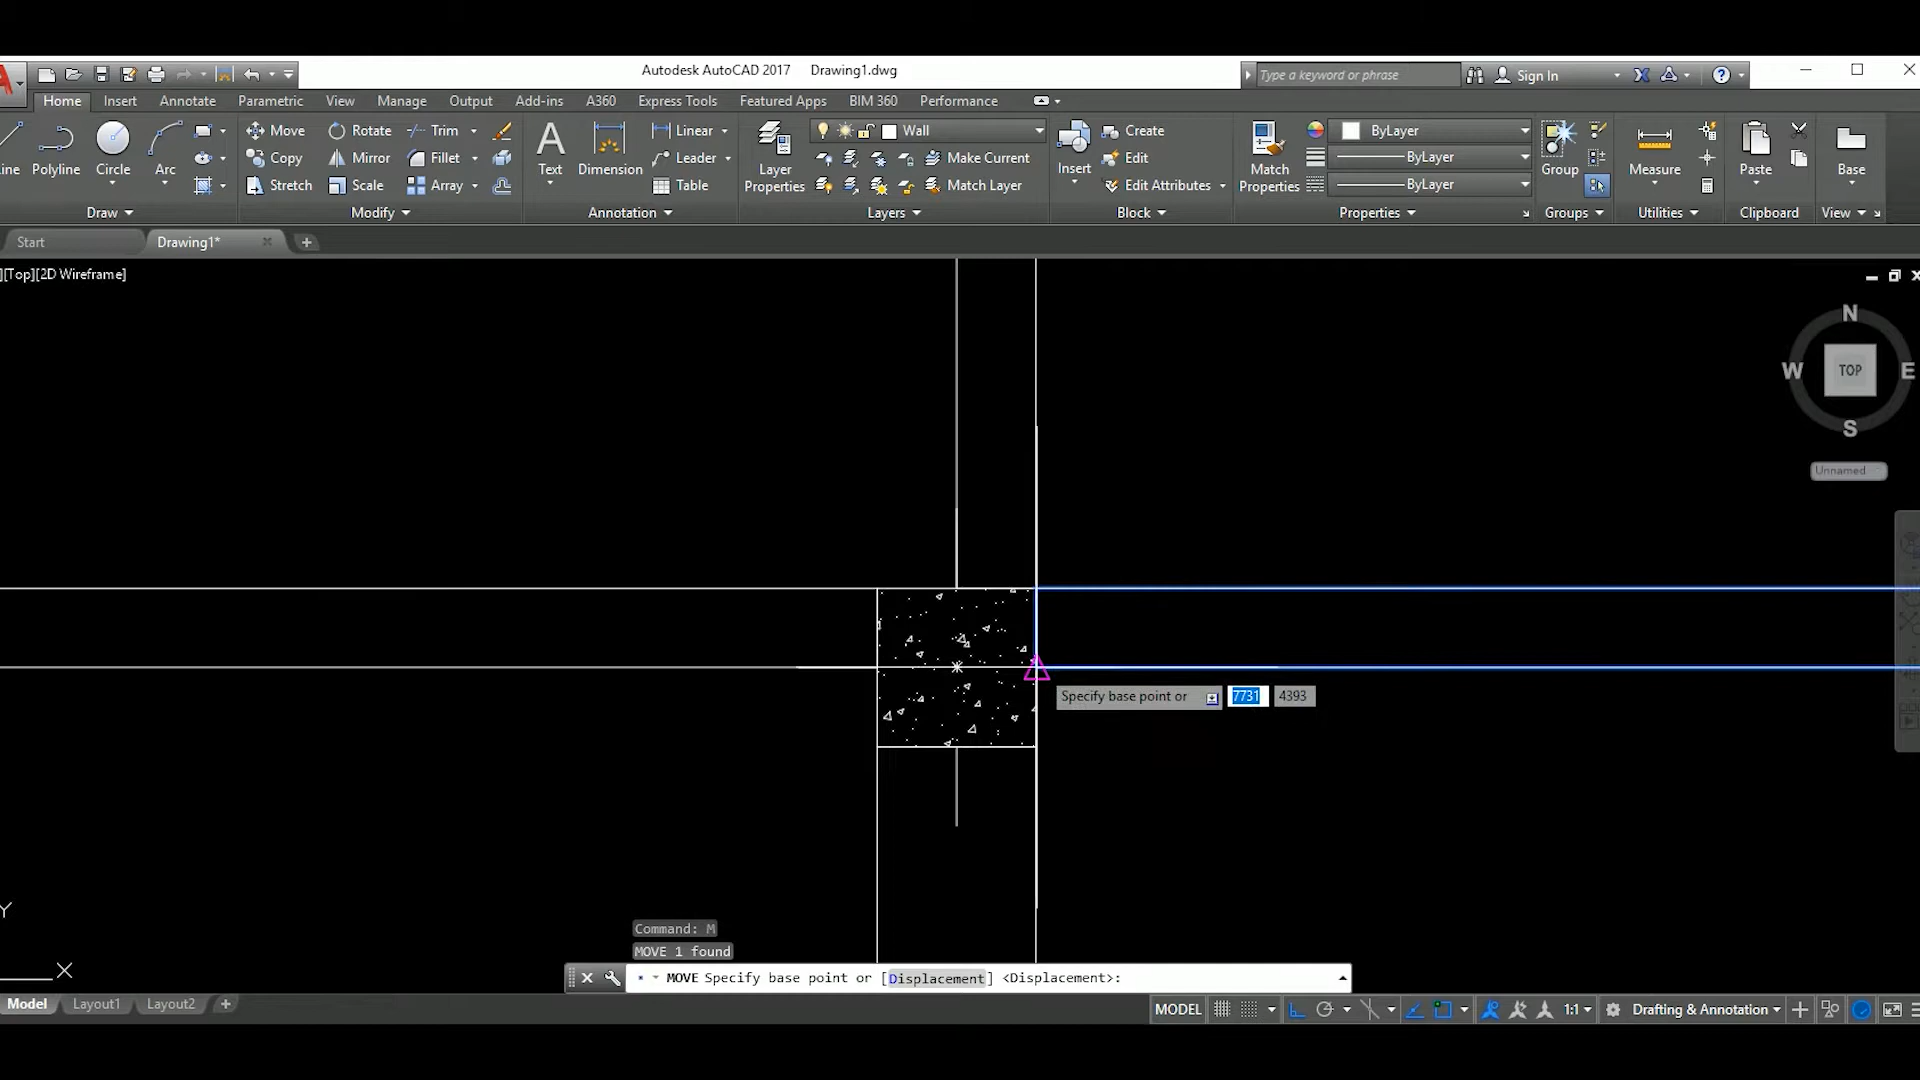 Autodesk AutoCAD 2017 Drawing1.dwg
Type a keyword or phrase
Sign In
Home Insert Annotate Parametric View Manage Output Add-ins A360 Express Tools Featured Apps BIM 360 Performance
Move Rotate Trim
Copy Mirror Fillet
Stretch Scale Array
Polyline Circle Arc
Text Dimension
Linear
Leader
Table
Layer
Properties
Wall
Make Current
Match Layer
Insert
Create
Edit
Edit Attributes
Match
Properties
ByLayer
ByLayer
ByLayer
Group
Measure
Paste
Base
Draw Modify Annotation Layers Block Properties Groups Utilities Clipboard View
Start Drawing1*
][Top][2D Wireframe]
N
W TOP E
S
Unnamed
Specify base point or 7731 4393
Y
X
Command: M
MOVE 1 found
MOVE Specify base point or [Displacement] <Displacement>:
Model Layout1 Layout2
MODEL 1:1 Drafting & Annotation